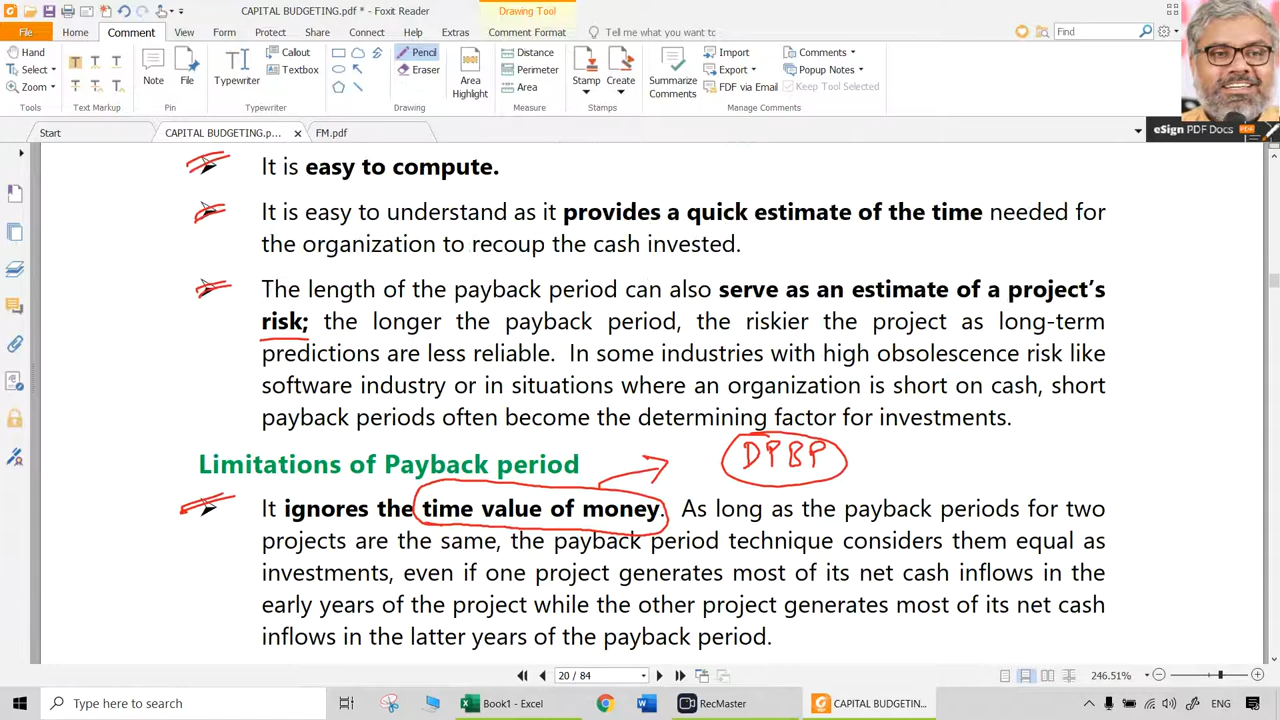 CAPITAL BUDGETING.pdf * - Foxit Reader
Drawing Tool
File Home Comment View Form Protect Share Connect Help Extras Comment Format Tell me what you want tc Find
Hand
Select
Zoom
Tools
Text Markup
Note
File
Pin
Typewriter
Callout
Textbox
Typewriter
Pencil
Eraser
Drawing
Area
Highlight
Distance
Perimeter
Area
Measure
Stamp
Create
Stamps
Summarize
Comments
Import
Export
FDF via Email
Comments
Popup Notes
Keep Tool Selected
Manage Comments
Start CAPITAL BUDGETING.p... FM.pdf
eSign PDF Docs
It is easy to compute.
It is easy to understand as it provides a quick estimate of the time needed for
the organization to recoup the cash invested.
The length of the payback period can also serve as an estimate of a project’s
risk; the longer the payback period, the riskier the project as long-term
predictions are less reliable. In some industries with high obsolescence risk like
software industry or in situations where an organization is short on cash, short
payback periods often become the determining factor for investments.
DPBP
Limitations of Payback period
It ignores the time value of money. As long as the payback periods for two
projects are the same, the payback period technique considers them equal as
investments, even if one project generates most of its net cash inflows in the
early years of the project while the other project generates most of its net cash
inflows in the latter years of the payback period.
20 / 84 246.51%
Type here to search Book1 - Excel RecMaster CAPITAL BUDGETIN... ENG